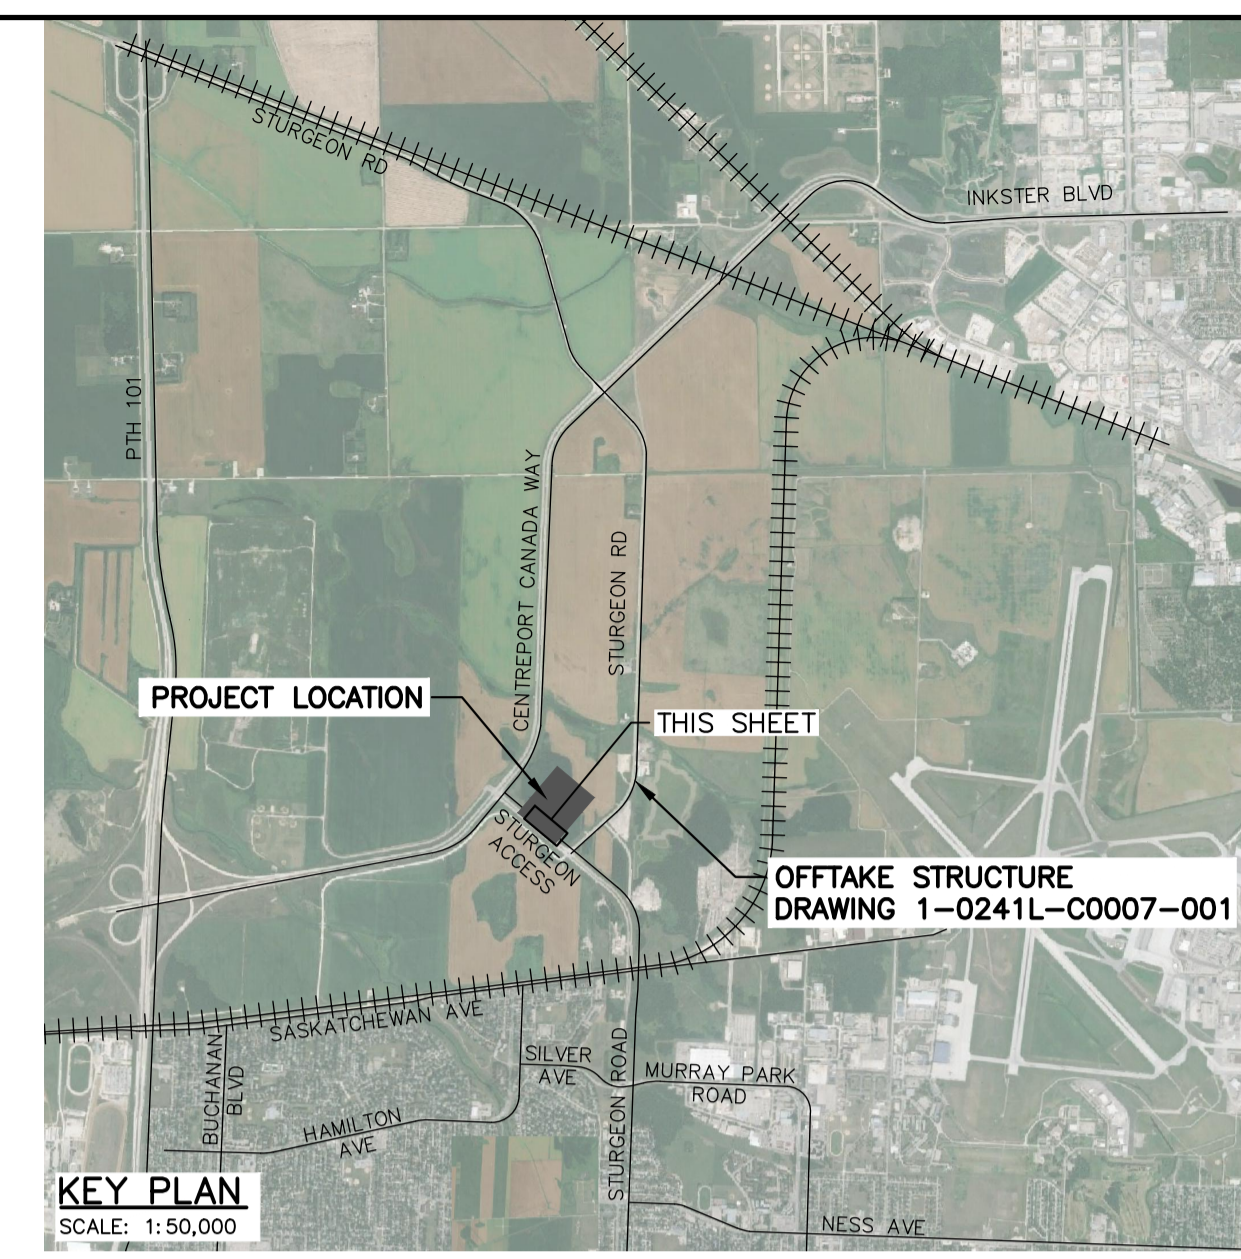 STURGEON RD
INKSTER BLVD
PTH 101
CENTREPORT CANADA WAY
STURGEON RD
PROJECT LOCATION
THIS SHEET
STURGEON
ACCESS
OFFTAKE STRUCTURE
DRAWING 1-0241L-C0007-001
SASKATCHEWAN AVE
BUCHANAN
BLVD
SILVER
AVE
STURGEON ROAD
MURRAY PARK
ROAD
HAMILTON
AVE
KEY PLAN
SCALE: 1:50,000
NESS AVE